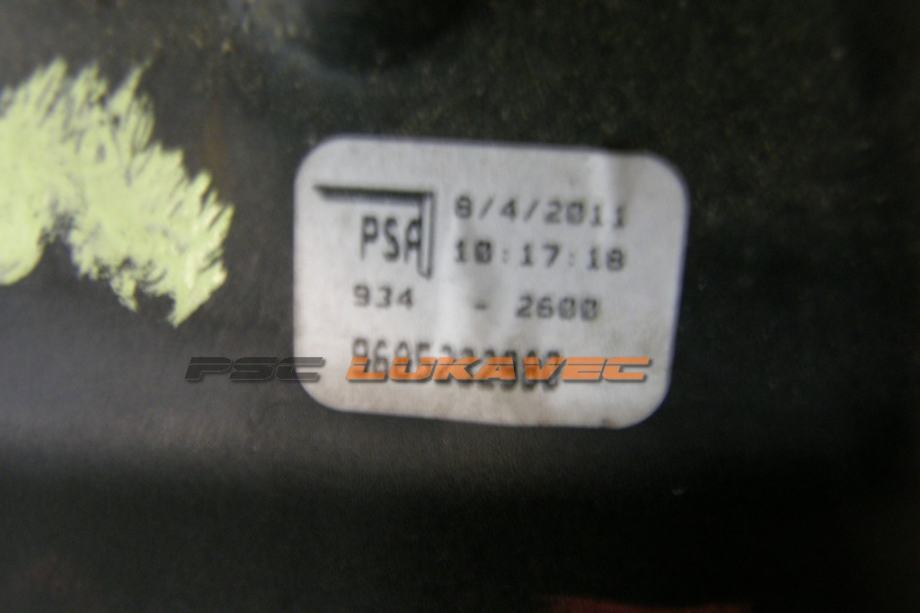 PSA
8/4/2011
10:17:18
934 - 2600
PSC LUKAVEC